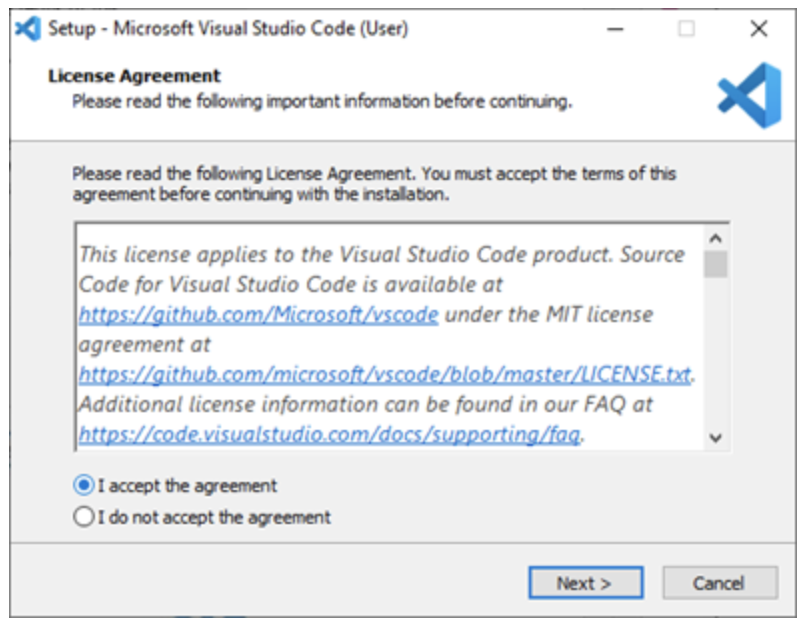 Setup - Microsoft Visual Studio Code (User)
License Agreement
Please read the following important information before continuing.
Please read the following License Agreement. You must accept the terms of this
agreement before continuing with the installation.
This license applies to the Visual Studio Code product. Source
Code for Visual Studio Code is available at
https://github.com/Microsoft/vscode under the MIT license
agreement at
https://github.com/microsoft/vscode/blob/master/LICENSE.txt.
Additional license information can be found in our FAQ at
https://code.visualstudio.com/docs/supporting/faq.
I accept the agreement
I do not accept the agreement
Next > Cancel